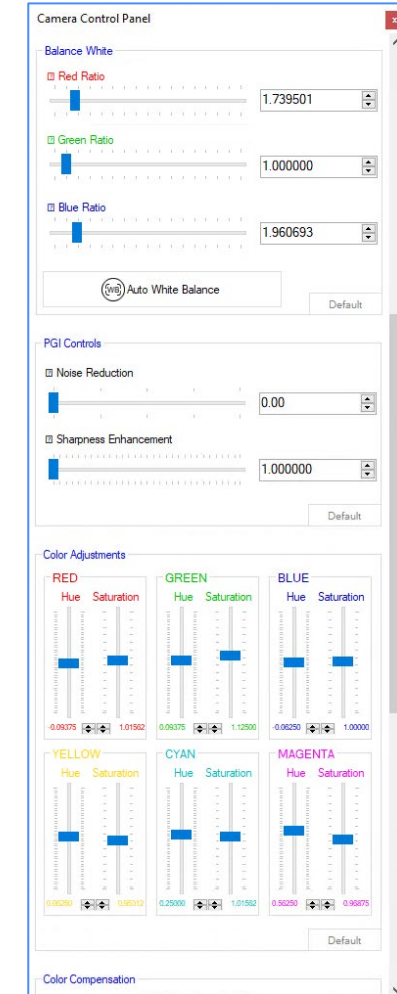 Camera Control Panel
x
Balance White
Red Ratio
1.739501
Green Ratio
1.000000
Blue Ratio
1.960693
WB Auto White Balance
Default
PGI Controls
Noise Reduction
0.00
Sharpness Enhancement
1.000000
Default
Color Adjustments
RED GREEN BLUE
Hue Saturation Hue Saturation Hue Saturation
-0.09375 1.01562 0.09375 1.12500 -0.06250 1.00000
YELLOW CYAN MAGENTA
Hue Saturation Hue Saturation Hue Saturation
0.25000 1.01562 0.56250 0.96875
Default
Color Compensation